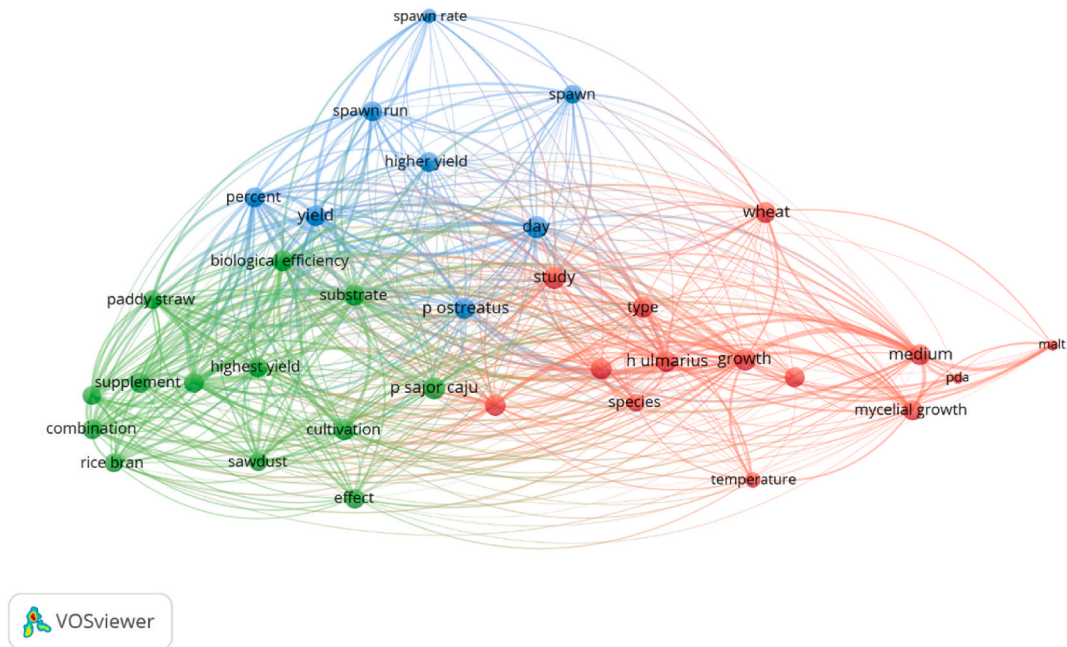 spawn rate
spawn
spawn run
higher yield
percent
wheat
yield
day
biological efficiency
study
substrate
paddy straw
p ostreatus
type
malt
medium
h ulmarius
growth
highest yield
pda
supplement
p sajor caju
species
mycelial growth
combination
cultivation
rice bran
sawdust
temperature
effect
VOSviewer